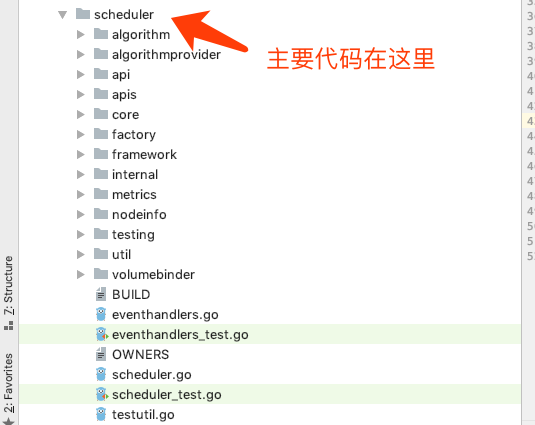 scheduler
algorithm
主要代码在这里
algorithmprovider
api
apis
core
factory
framework
internal
metrics
nodeinfo
testing
util
volumebinder
BUILD
eventhandlers.go
eventhandlers_test.go
OWNERS
scheduler.go
scheduler_test.go
testutil.go
Z: Structure
2: Favorites